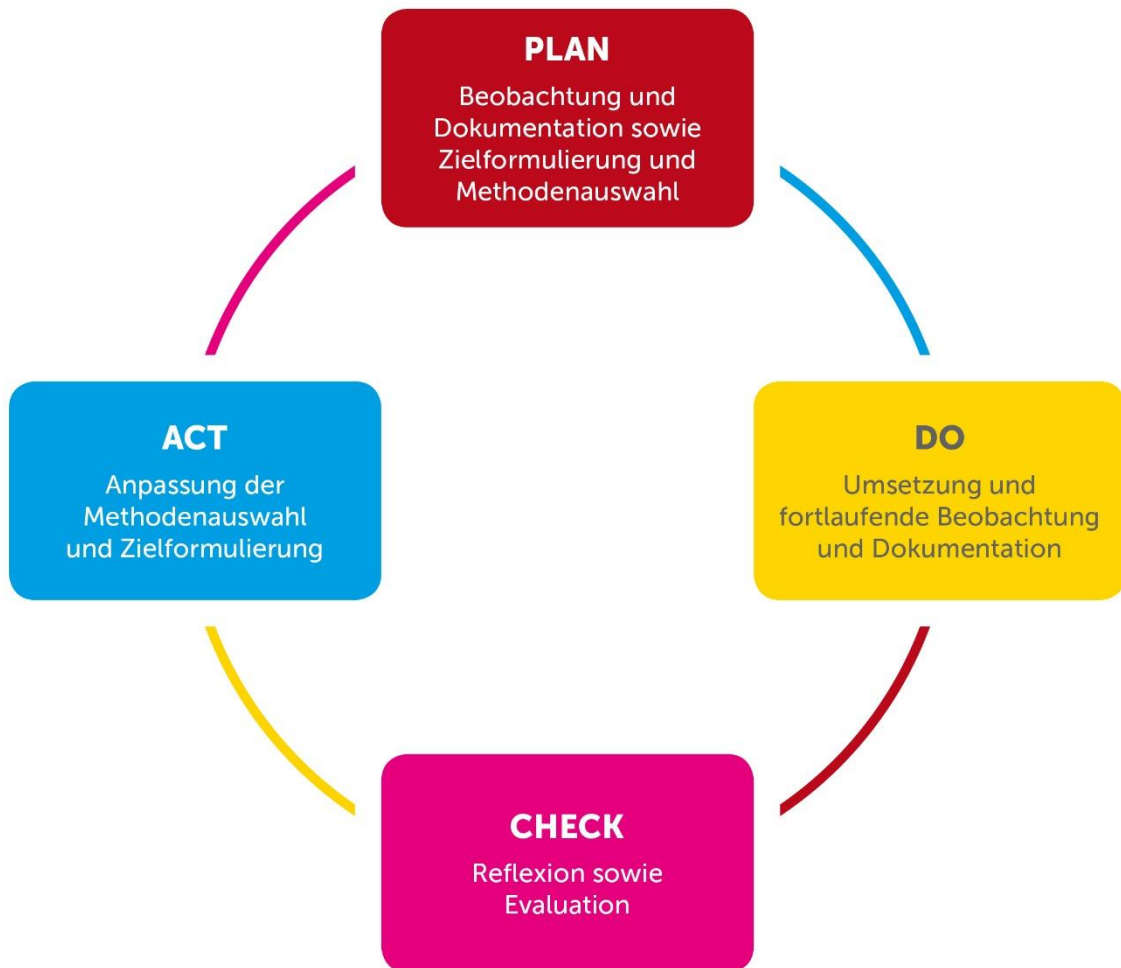 PLAN
Beobachtung und
Dokumentation sowie
Zielformulierung und
Methodenauswahl
ACT
Anpassung der
Methodenauswahl
und Zielformulierung
DO
Umsetzung und
fortlaufende Beobachtung
und Dokumentation
CHECK
Reflexion sowie
Evaluation